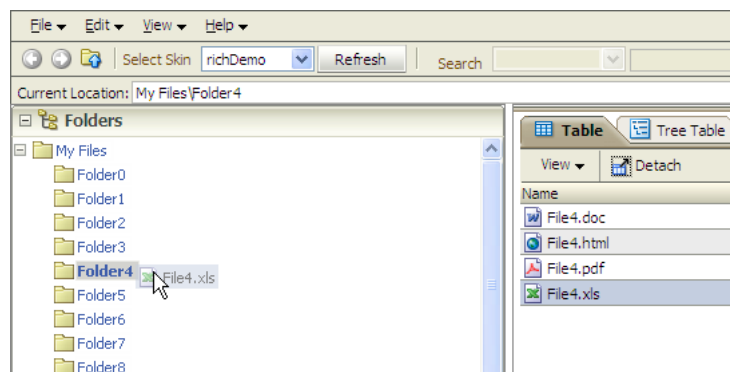 File Edit View Help
Select Skin richDemo Refresh Search
Current Location: My Files\Folder4
Folders
My Files
Folder0
Folder1
Folder2
Folder3
Folder4 File4.xls
Folder5
Folder6
Folder7
Folder8
Table Tree Table
View Detach
Name
File4.doc
File4.html
File4.pdf
File4.xls